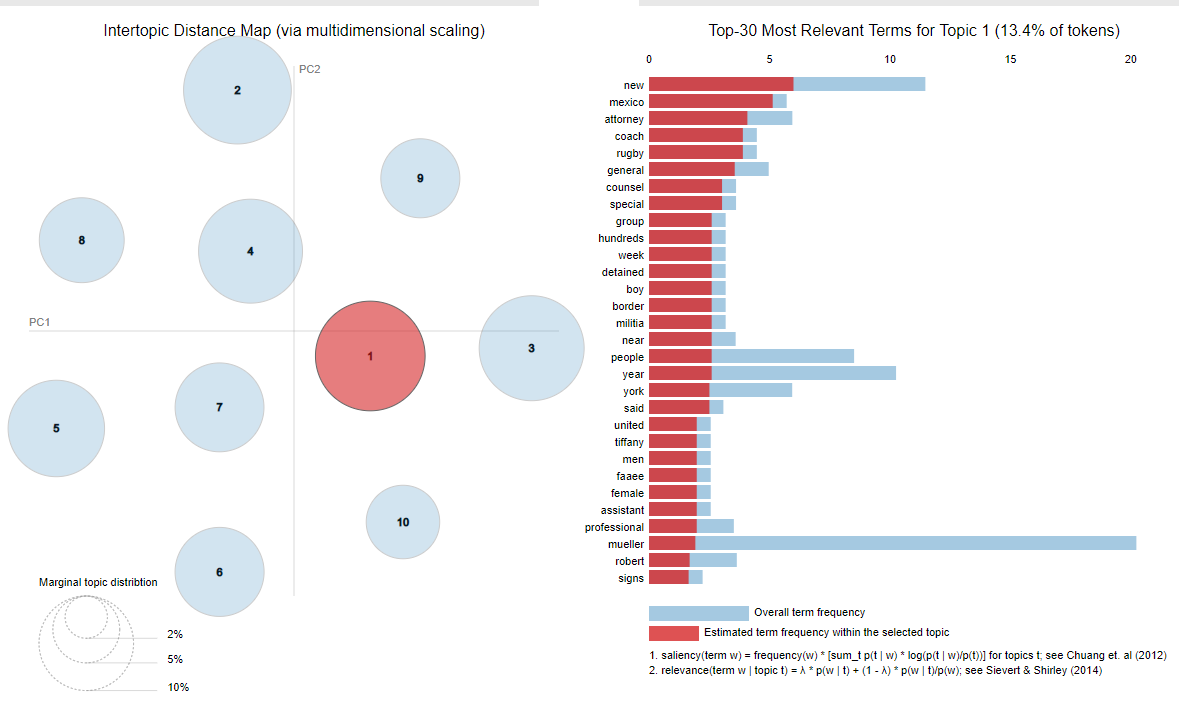 Intertopic Distance Map (via multidimensional scaling)
PC2
2
9
8
4
PC1
1
3
7
5
10
6
Marginal topic distribtion
2%
5%
10%
Top-30 Most Relevant Terms for Topic 1 (13.4% of tokens)
0 5 10 15 20
new
mexico
attorney
coach
rugby
general
counsel
special
group
hundreds
week
detained
boy
border
militia
near
people
year
york
said
united
tiffany
men
faaee
female
assistant
professional
mueller
robert
signs
Overall term frequency
Estimated term frequency within the selected topic
1. saliency(term w) = frequency(w) * [sum_t p(t | w) * log(p(t | w)/p(t))] for topics t; see Chuang et. al (2012)
2. relevance(term w | topic t) = λ * p(w | t) + (1 - λ) * p(w | t)/p(w); see Sievert & Shirley (2014)